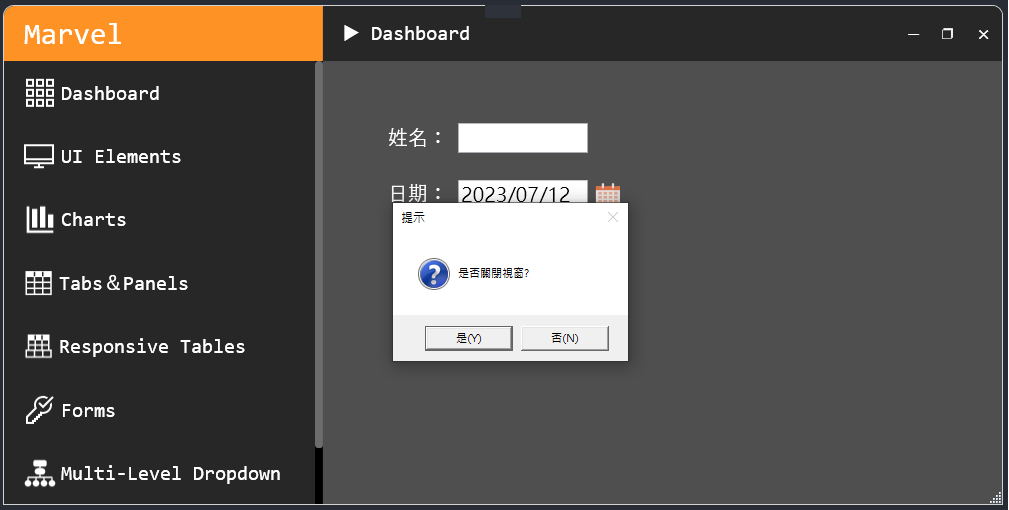 Marvel
Dashboard
Dashboard
UI Elements
Charts
Tabs&Panels
Responsive Tables
Forms
Multi-Level Dropdown
姓名：
日期： 2023/07/12
提示
是否關閉視窗?
是(Y) 否(N)